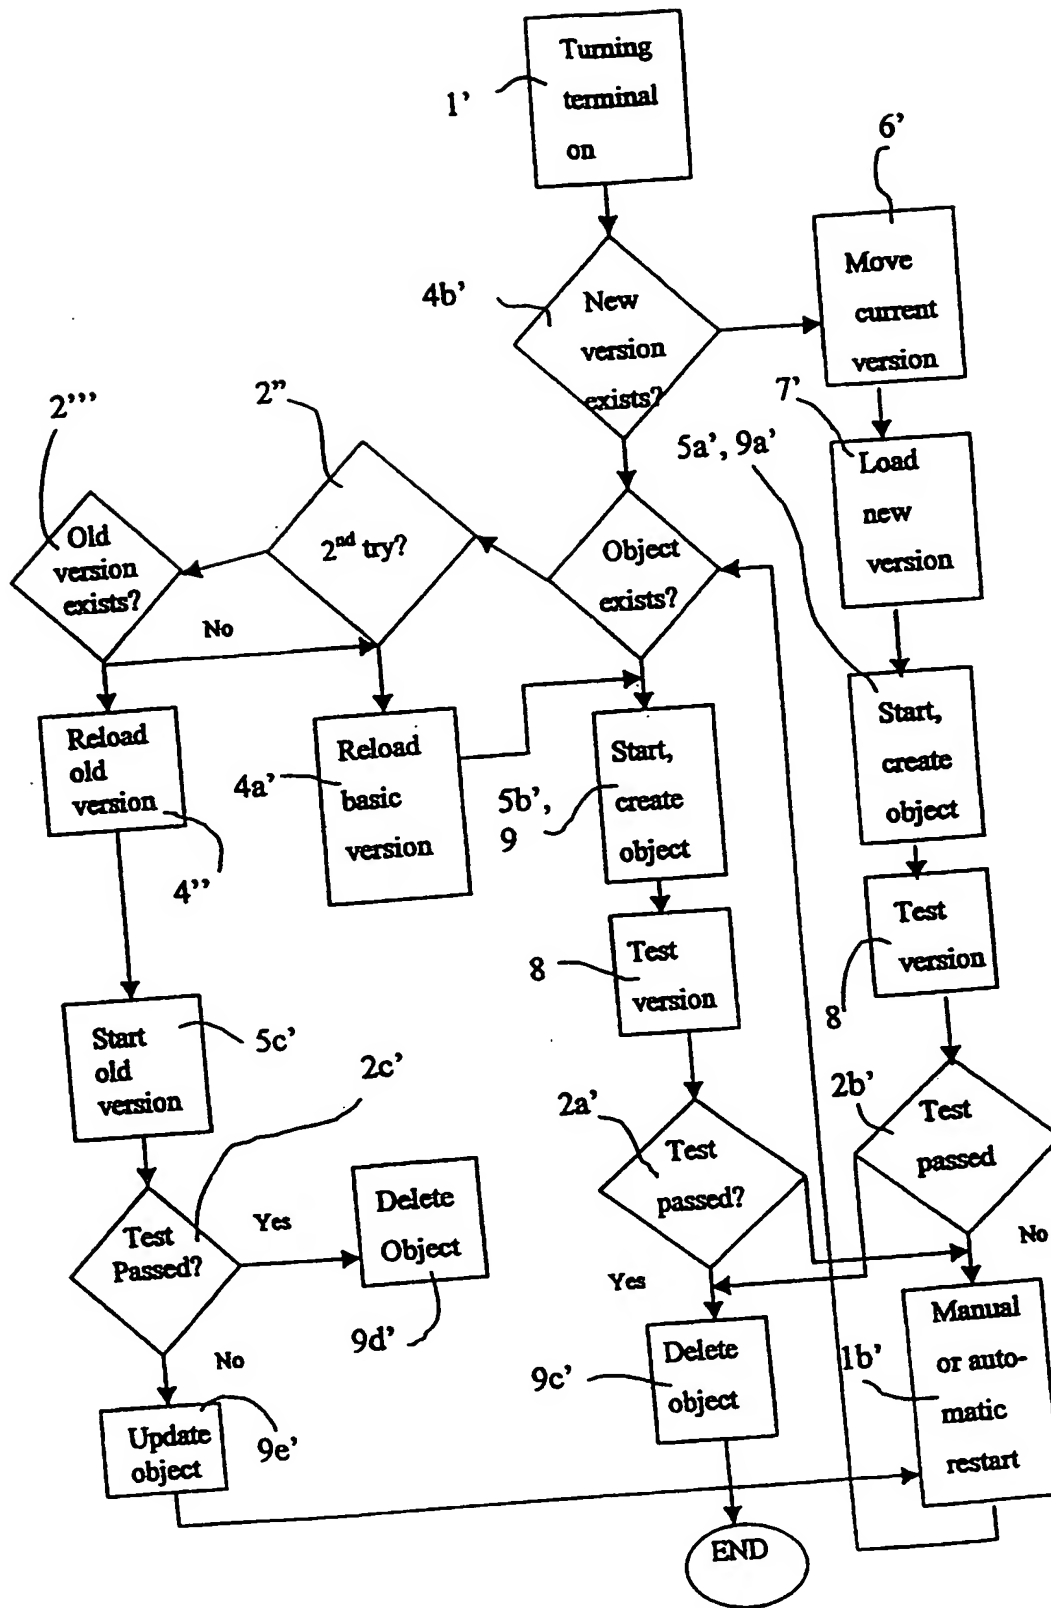 Turning
terminal
on
1’
6’
Move
current
version
4b’
New
version
exists?
2’’’
2”
7’
5a’, 9a’
Load
new
version
Old
version
exists?
2nd try?
Object
exists?
No
Reload
old
version
4’’
4a’
Reload
basic
version
5b’,
9
Start,
create
object
Start,
create
object
8
Test
version
8
Test
version
Start
old
version
5c’
2c’
2a’
Test
passed?
2b’
Test
passed
No
Test
Passed?
Yes
Delete
Object
9d’
Yes
No
9c’
Delete
object
1b’
Manual
or auto-
matic
restart
Update
object
9e’
END